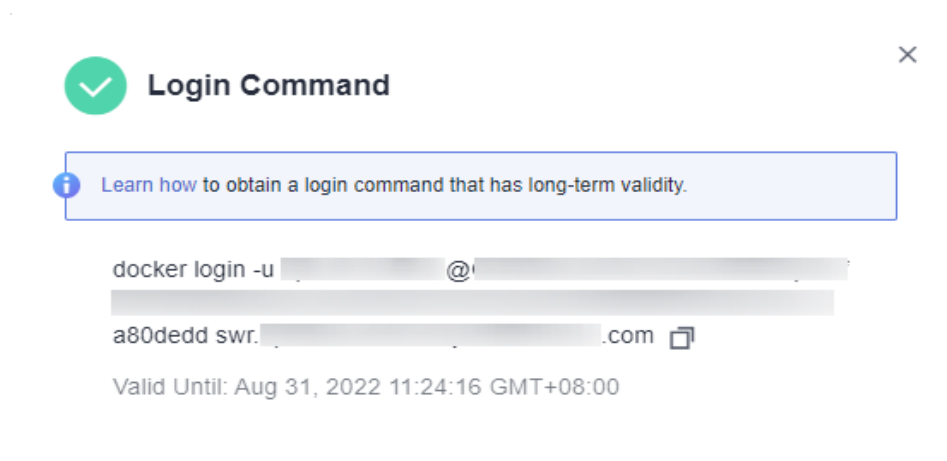 Login Command
Learn how to obtain a login command that has long-term validity.
docker login -u @
a80dedd swr. .com
Valid Until: Aug 31, 2022 11:24:16 GMT+08:00